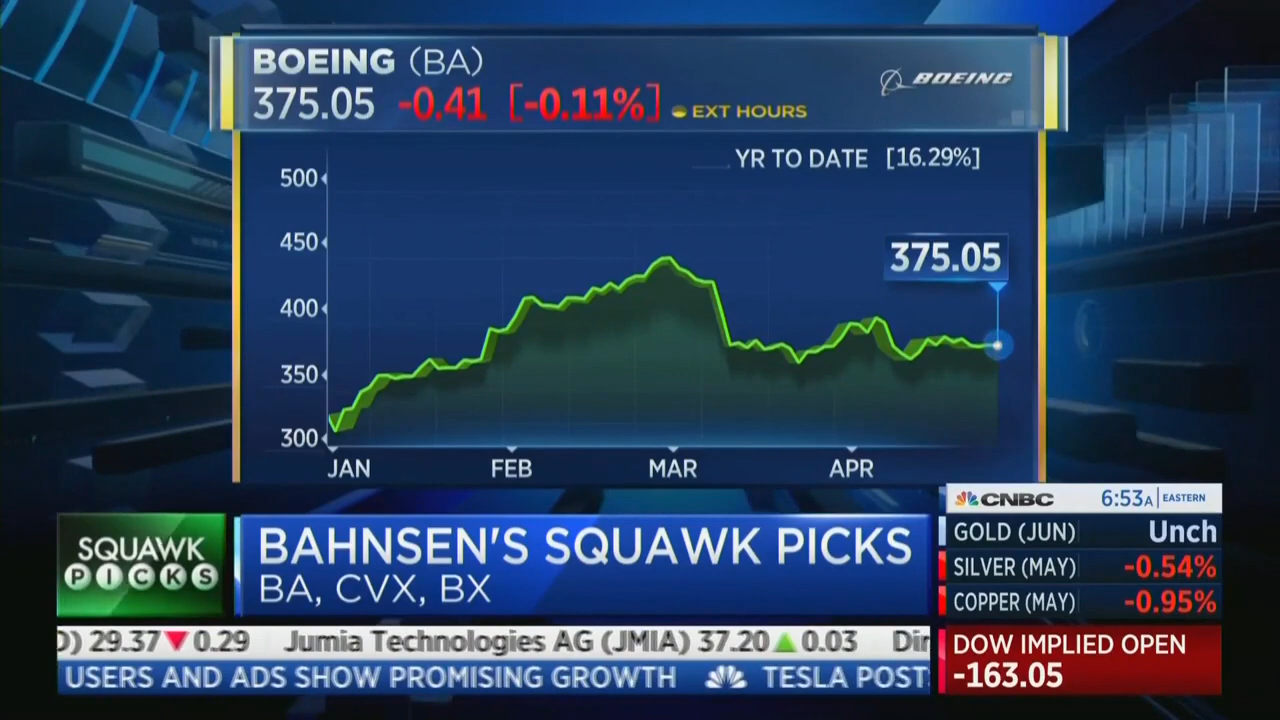 BOEING (BA)
375.05 -0.41 [-0.11%] EXT HOURS
BOEING
YR TO DATE [16.29%]
500
450
400
350
300
375.05
JAN FEB MAR APR
SQUAWK
PICKS
BAHNSEN'S SQUAWK PICKS
BA, CVX, BX
CNBC 6:53A EASTERN
GOLD (JUN) Unch
SILVER (MAY) -0.54%
COPPER (MAY) -0.95%
DOW IMPLIED OPEN
-163.05
D) 29.37 ▼ 0.29 Jumia Technologies AG (JMIA) 37.20 ▲ 0.03 Dir
USERS AND ADS SHOW PROMISING GROWTH TESLA POST